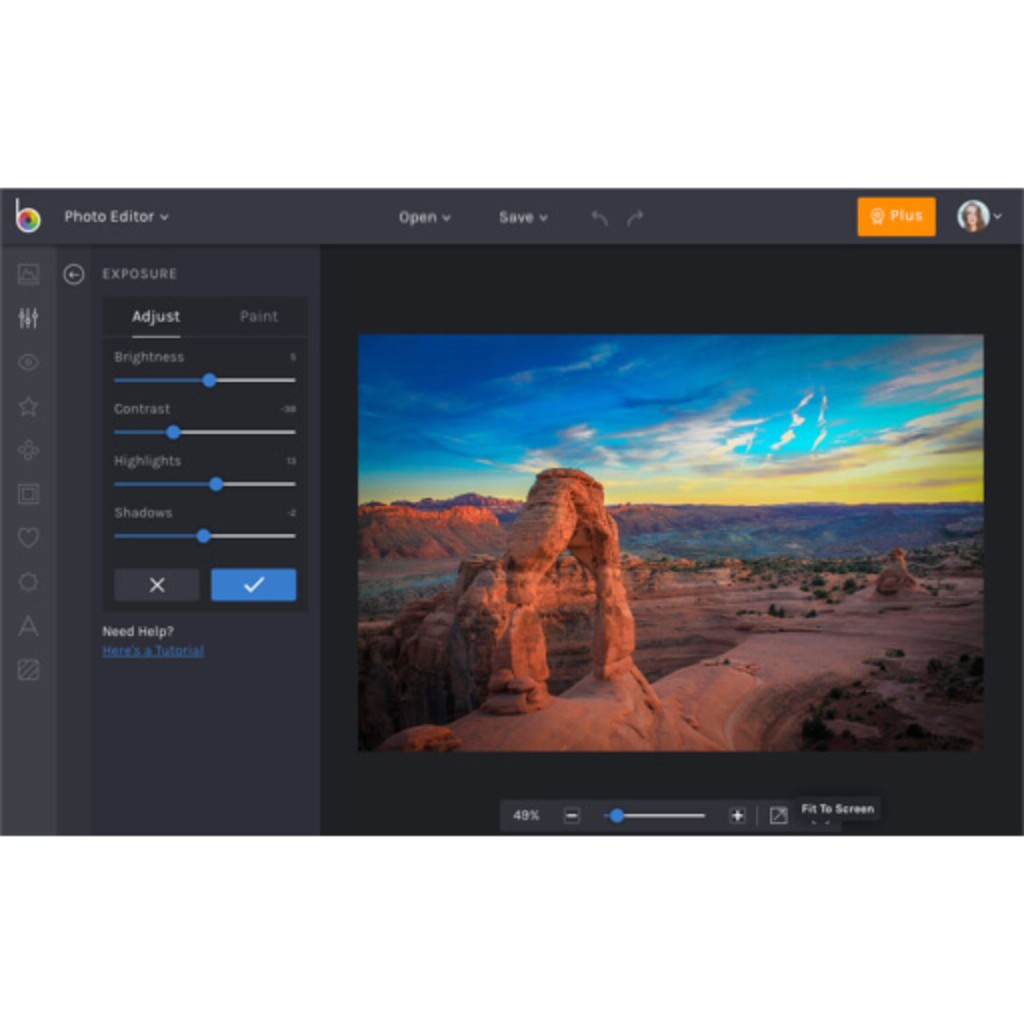 Photo Editor
Open
Save
Plus
EXPOSURE
Adjust
Paint
Brightness
5
Contrast
-38
Highlights
13
Shadows
-2
Need Help?
Here's a Tutorial
49%
Fit To Screen